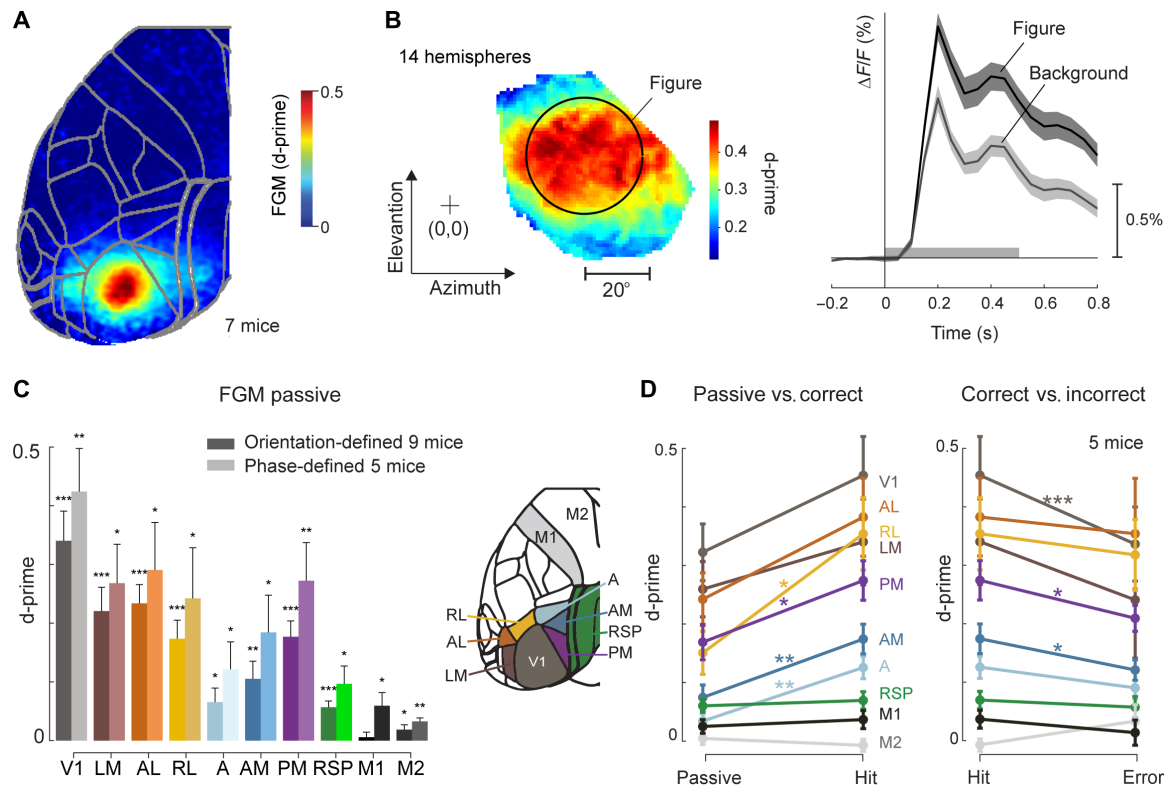 A
FGM (d-prime)
0.5
0
7 mice
B
14 hemispheres
Figure
Elevantion
(0,0)
Azimuth
20°
d-prime
0.4
0.3
0.2
ΔF/F (%)
Figure
Background
0.5%
−0.2 0 0.2 0.4 0.6 0.8
Time (s)
C
FGM passive
Orientation-defined 9 mice
Phase-defined 5 mice
d-prime
0.5
0
*** ** *** * *** * *** * * * ** * *** ** *** * * * **
V1 LM AL RL A AM PM RSP M1 M2
M2
M1
A
RL
AM
AL
RSP
V1
PM
LM
D
Passive vs. correct
d-prime
0.5
0
V1
AL
RL
LM
*
*
PM
**
AM
**
A
RSP
M1
M2
Passive Hit
Correct vs. incorrect
5 mice
d-prime
0.5
0
***
*
*
Hit Error